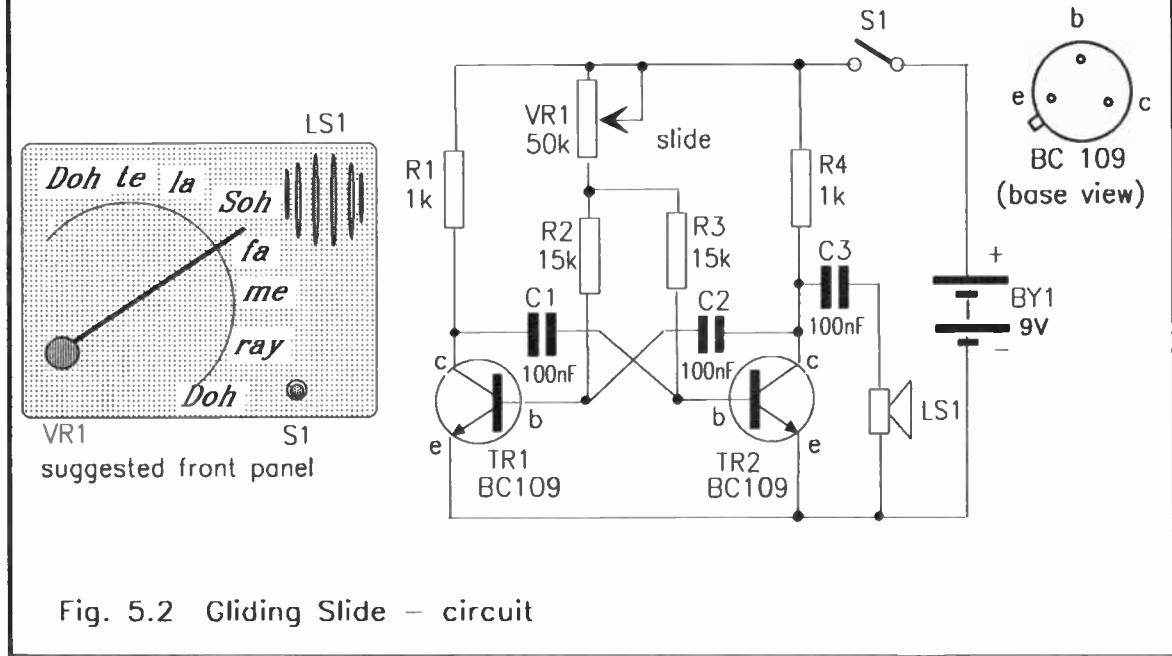 LS1
Doh te la
Soh
fa
me
ray
Doh
VR1
S1
suggested front panel
S1
b
e
c
BC 109
(base view)
VR1
50k
slide
R1
1k
R4
1k
R2
15k
R3
15k
C3
100nF
+
BY1
9V
−
C1
100nF
C2
100nF
c
c
b
b
e
e
LS1
TR1
BC109
TR2
BC109
Fig. 5.2 Gliding Slide – circuit